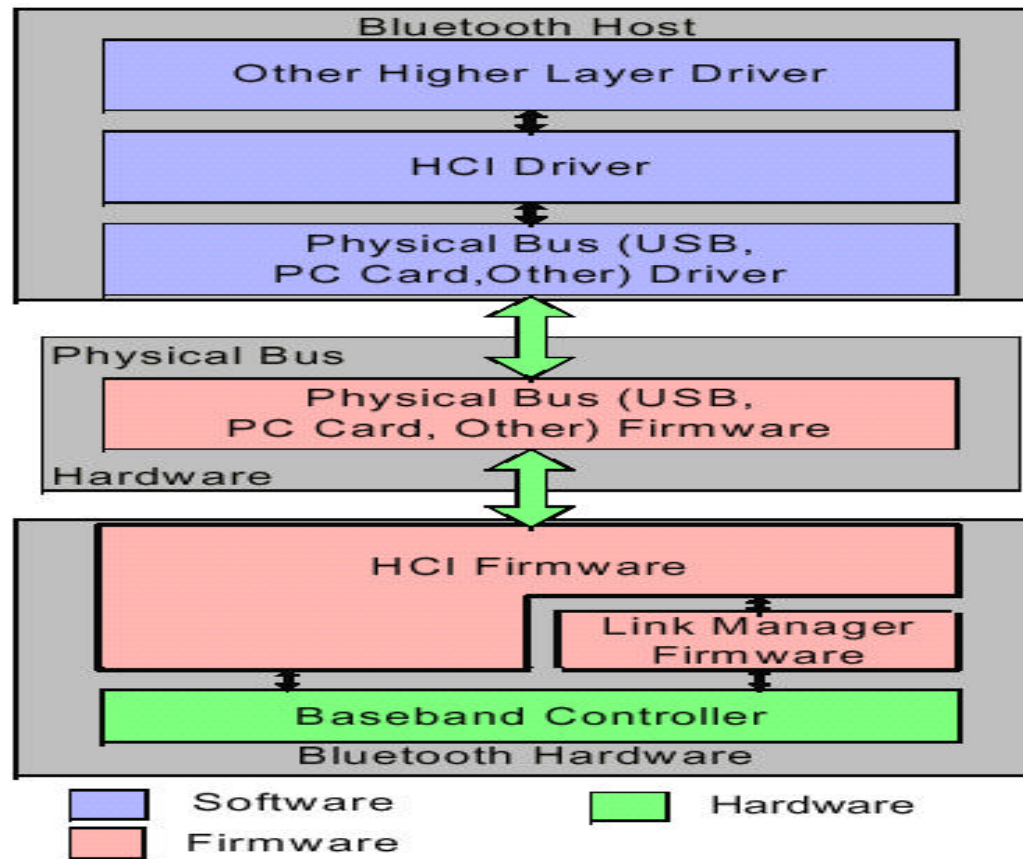 Bluetooth Host
Other Higher Layer Driver
HCI Driver
Physical Bus (USB,
PC Card,Other) Driver
Physical Bus
Physical Bus (USB,
PC Card, Other) Firmware
Hardware
HCI Firmware
Link Manager
Firmware
Baseband Controller
Bluetooth Hardware
Software
Hardware
Firmware